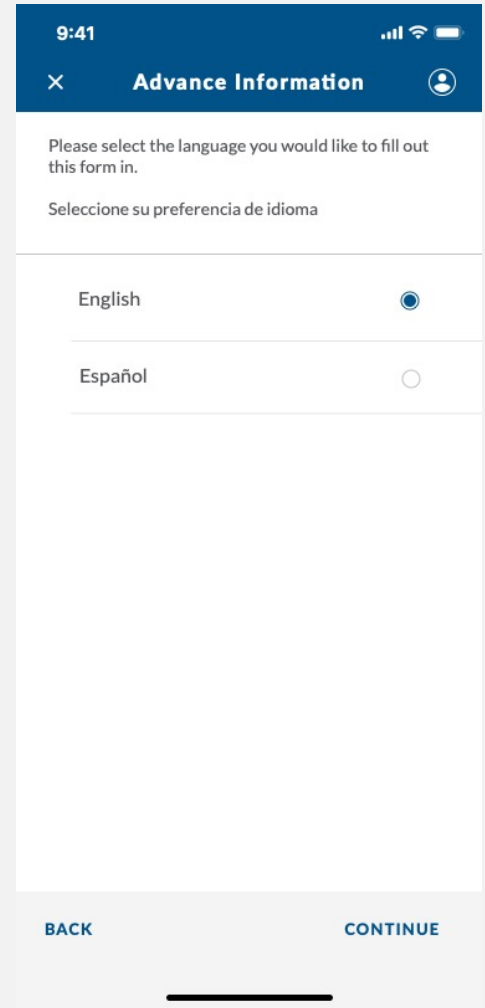 9:41
Advance Information
Please select the language you would like to fill out
this form in.
Seleccione su preferencia de idioma
English
Español
BACK
CONTINUE